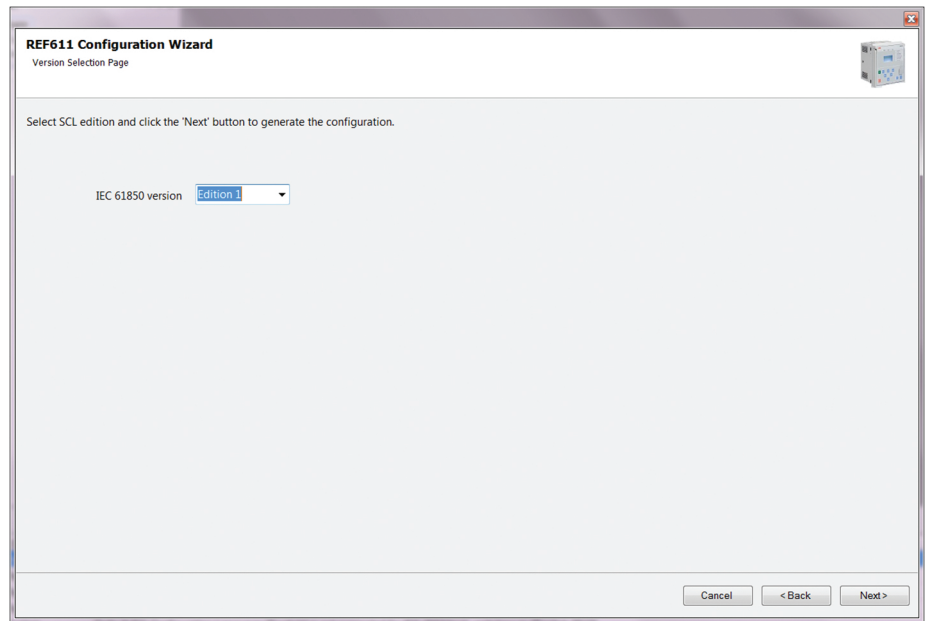 REF611 Configuration Wizard
Version Selection Page
Select SCL edition and click the 'Next' button to generate the configuration.
IEC 61850 version Edition 1
Cancel < Back Next >